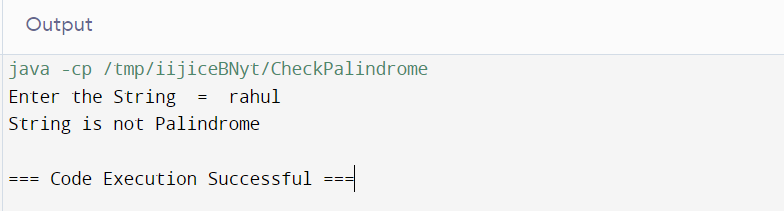 Output
java -cp /tmp/iijiceBNyt/CheckPalindrome
Enter the String  =  rahul
String is not Palindrome
=== Code Execution Successful ===